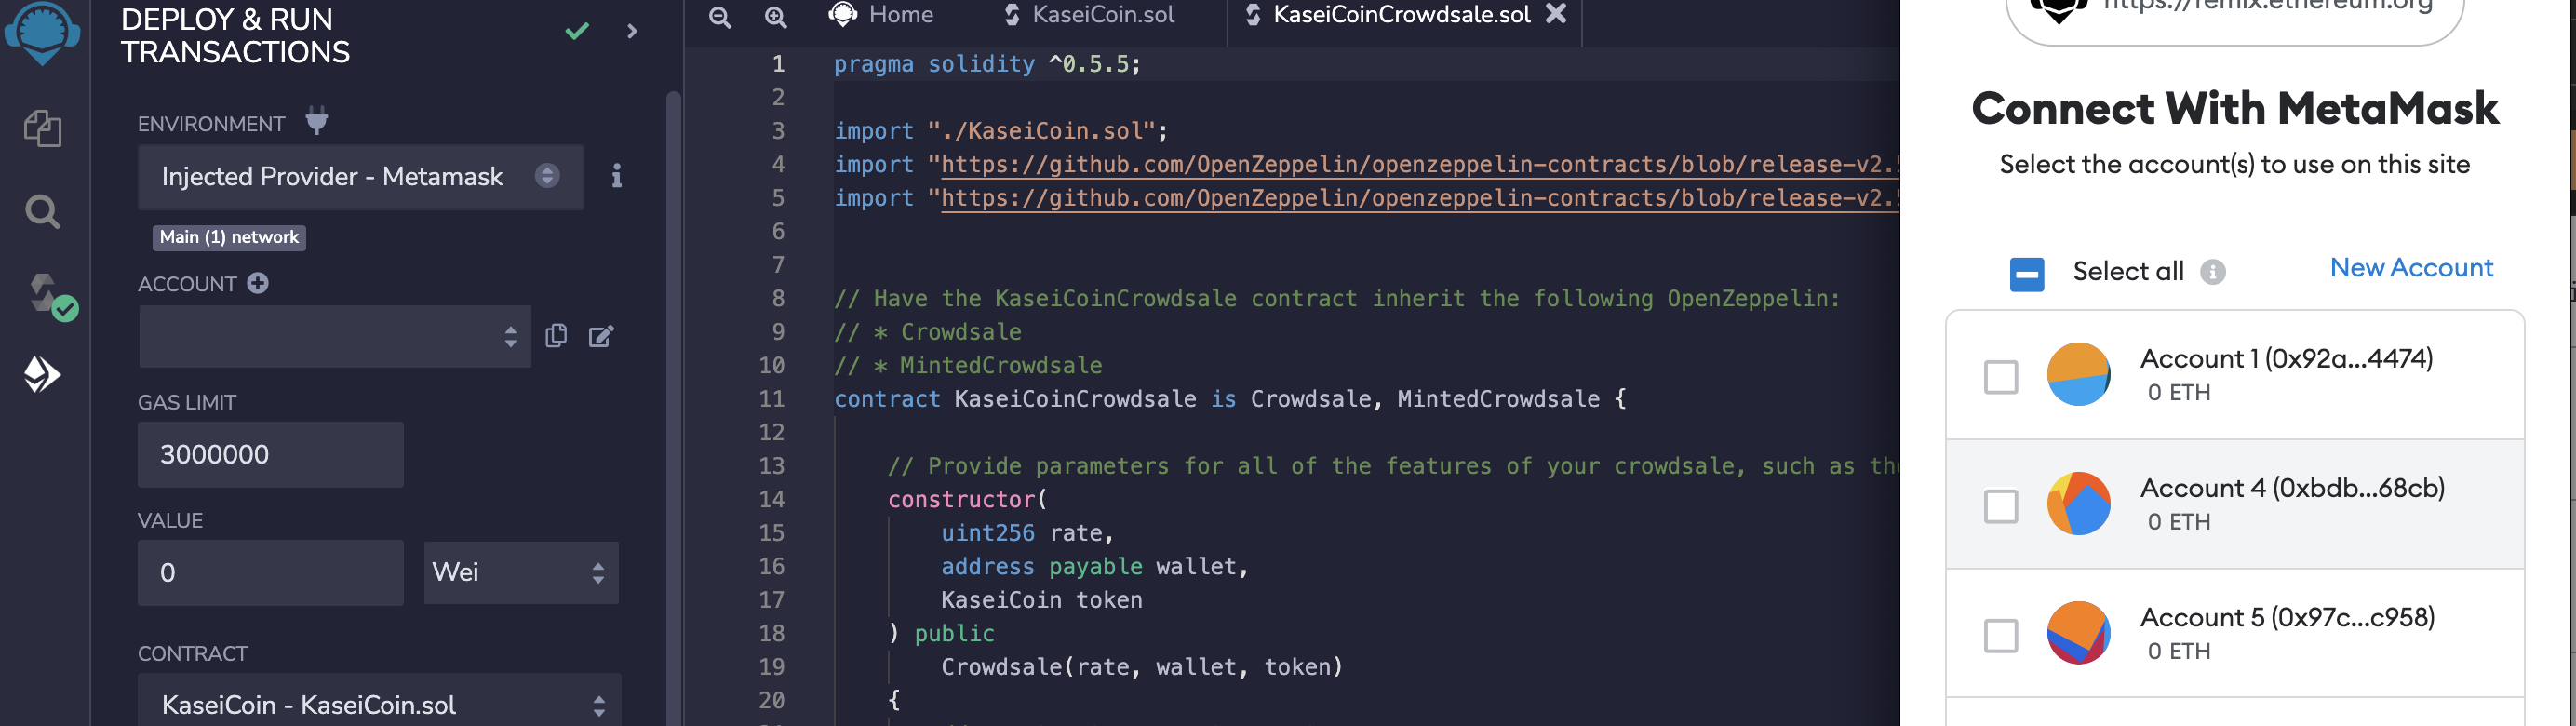 DEPLOY & RUN
TRANSACTIONS
ENVIRONMENT
Injected Provider - Metamask
Main (1) network
ACCOUNT
GAS LIMIT
3000000
VALUE
0
Wei
CONTRACT
KaseiCoin - KaseiCoin.sol
Home
KaseiCoin.sol
KaseiCoinCrowdsale.sol
1 pragma solidity ^0.5.5;
2
3 import "./KaseiCoin.sol";
4 import "https://github.com/OpenZeppelin/openzeppelin-contracts/blob/release-v2.
5 import "https://github.com/OpenZeppelin/openzeppelin-contracts/blob/release-v2.
6
7
8 // Have the KaseiCoinCrowdsale contract inherit the following OpenZeppelin:
9 // * Crowdsale
10 // * MintedCrowdsale
11 contract KaseiCoinCrowdsale is Crowdsale, MintedCrowdsale {
12
13 // Provide parameters for all of the features of your crowdsale, such as
14 constructor(
15 uint256 rate,
16 address payable wallet,
17 KaseiCoin token
18 ) public
19 Crowdsale(rate, wallet, token)
20 {
https://remix.ethereum.org
Connect With MetaMask
Select the account(s) to use on this site
Select all
New Account
Account 1 (0x92a...4474)
0 ETH
Account 4 (0xbdb...68cb)
0 ETH
Account 5 (0x97c...c958)
0 ETH